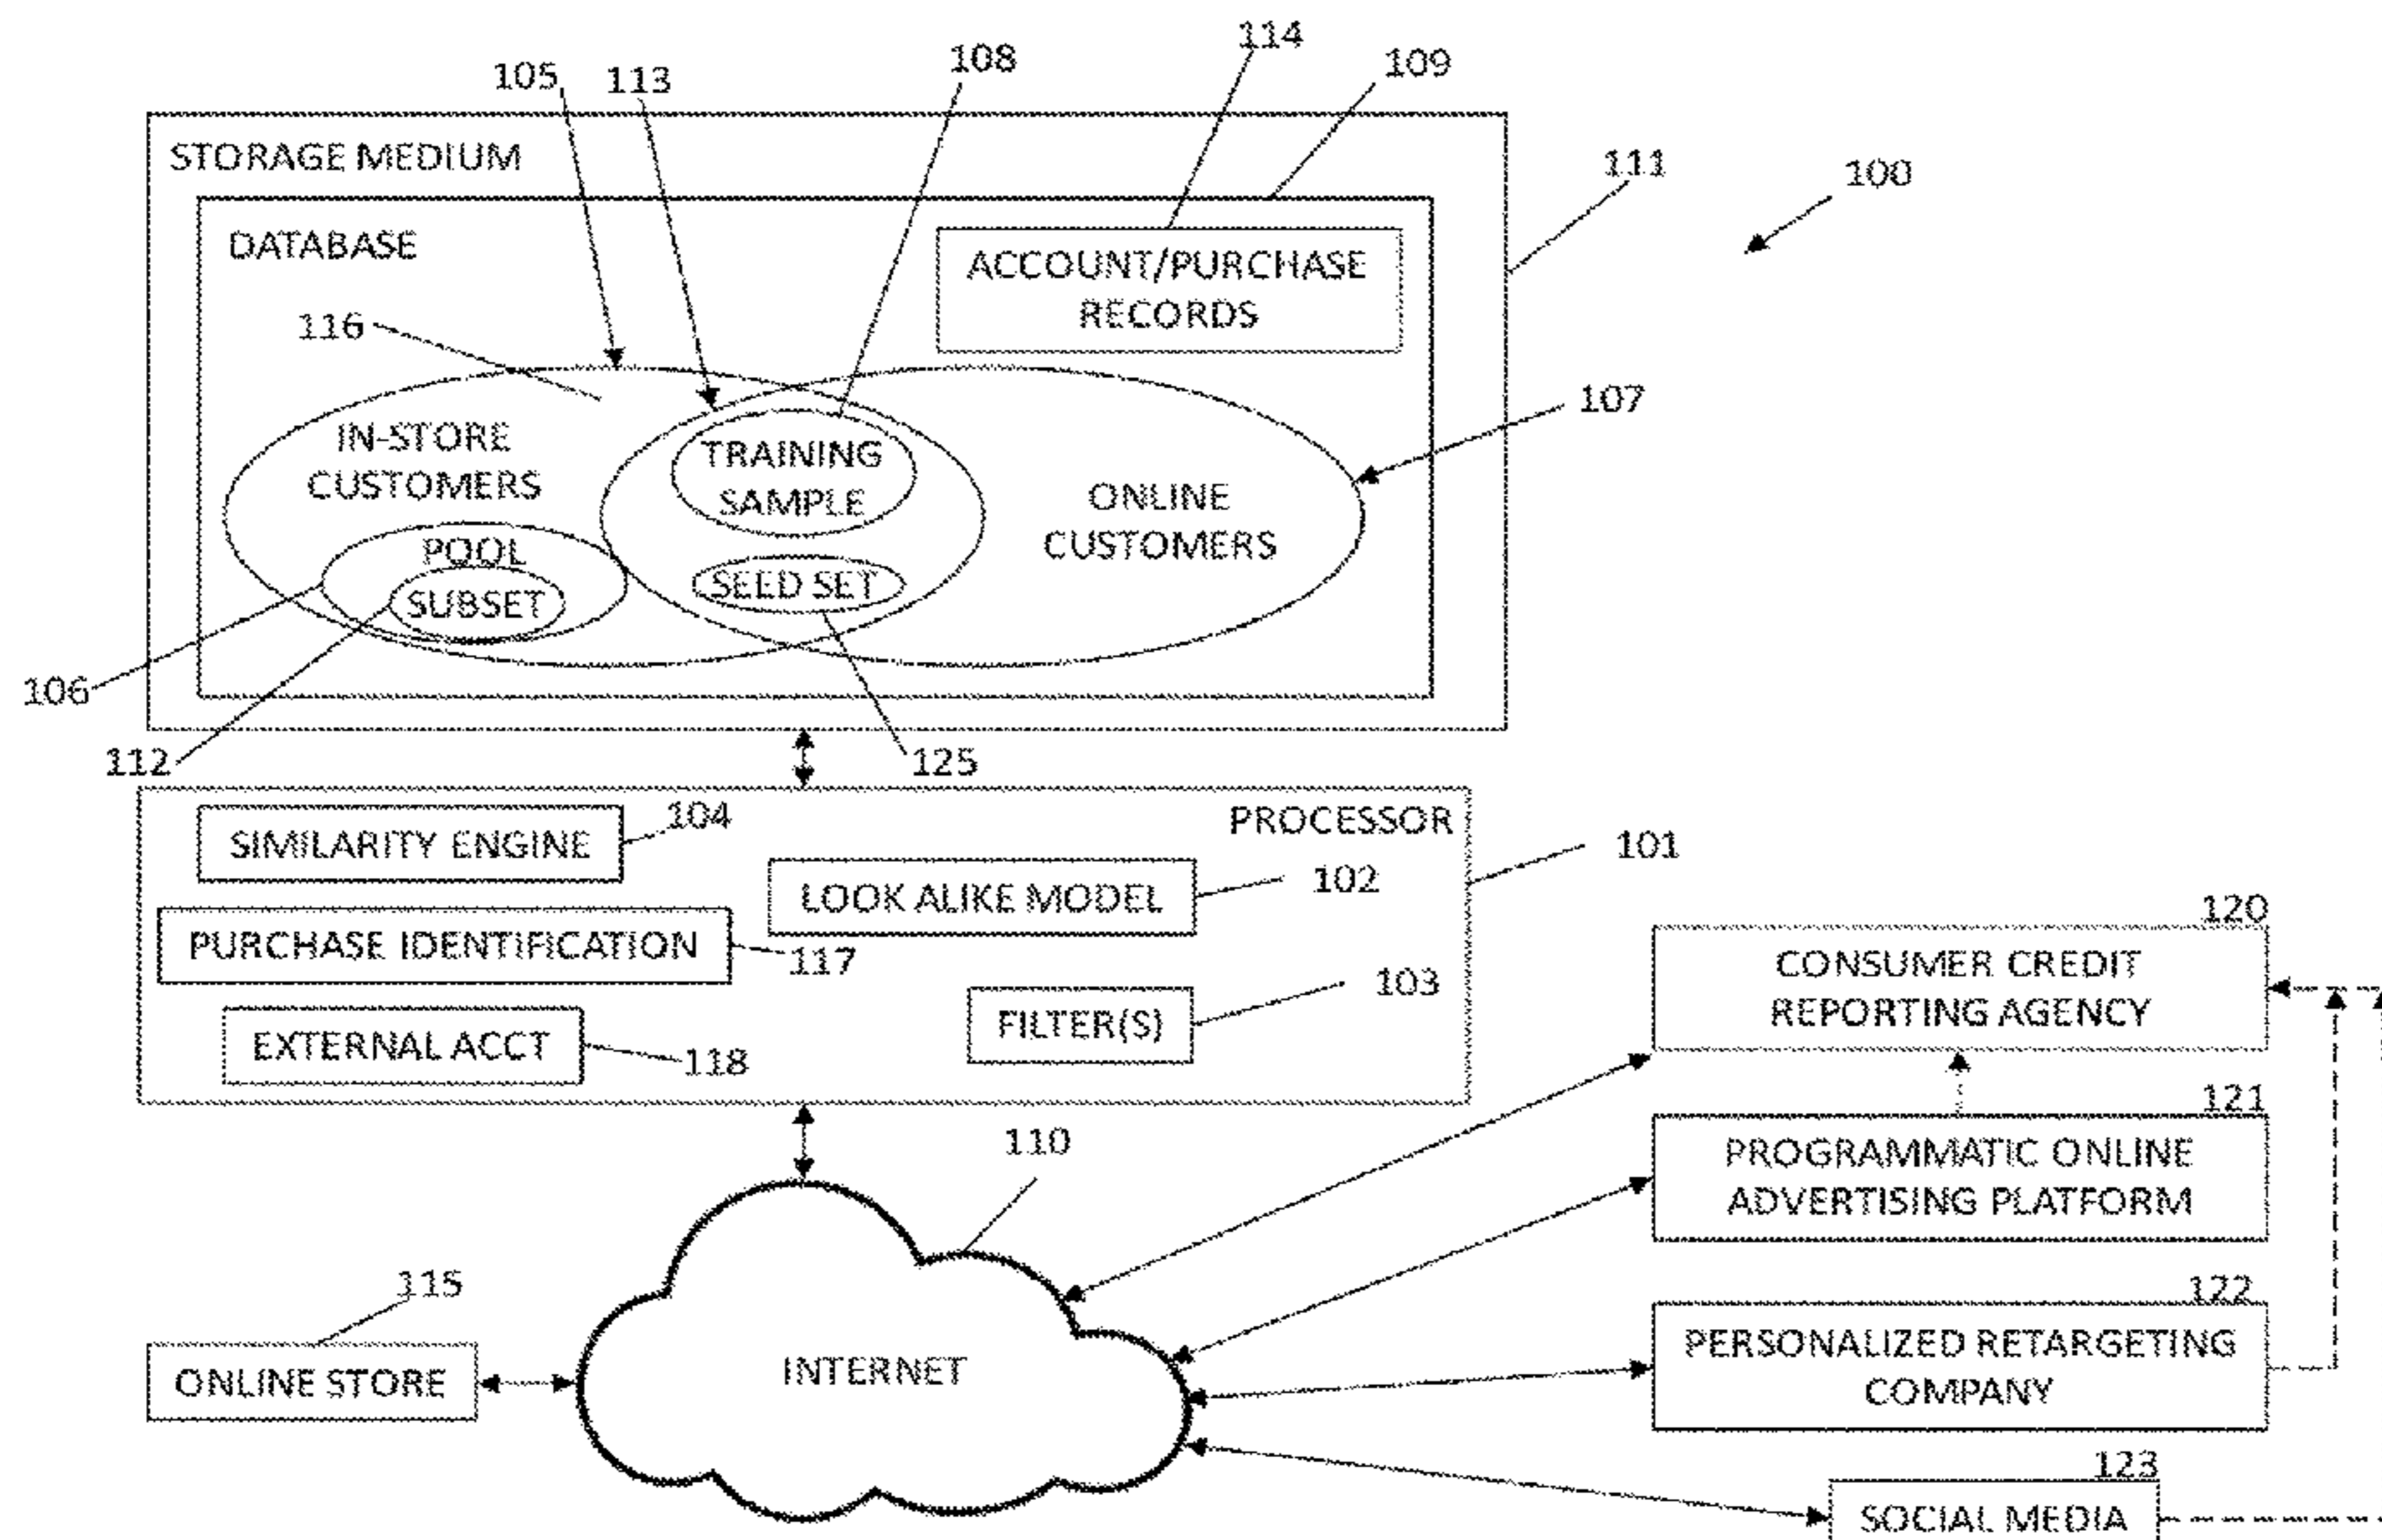 114
108
109
105
113
STORAGE MEDIUM
111
100
DATABASE
ACCOUNT/PURCHASE
RECORDS
116
107
IN-STORE
CUSTOMERS
TRAINING
SAMPLE
ONLINE
CUSTOMERS
POOL
SUBSET
SEED SET
106
112
125
104
PROCESSOR
SIMILARITY ENGINE
101
102
LOOK ALIKE MODEL
PURCHASE IDENTIFICATION
117
103
FILTER(S)
EXTERNAL ACCT
118
120
CONSUMER CREDIT
REPORTING AGENCY
121
PROGRAMMATIC ONLINE
ADVERTISING PLATFORM
110
115
ONLINE STORE
INTERNET
122
PERSONALIZED RETARGETING
COMPANY
123
SOCIAL MEDIA